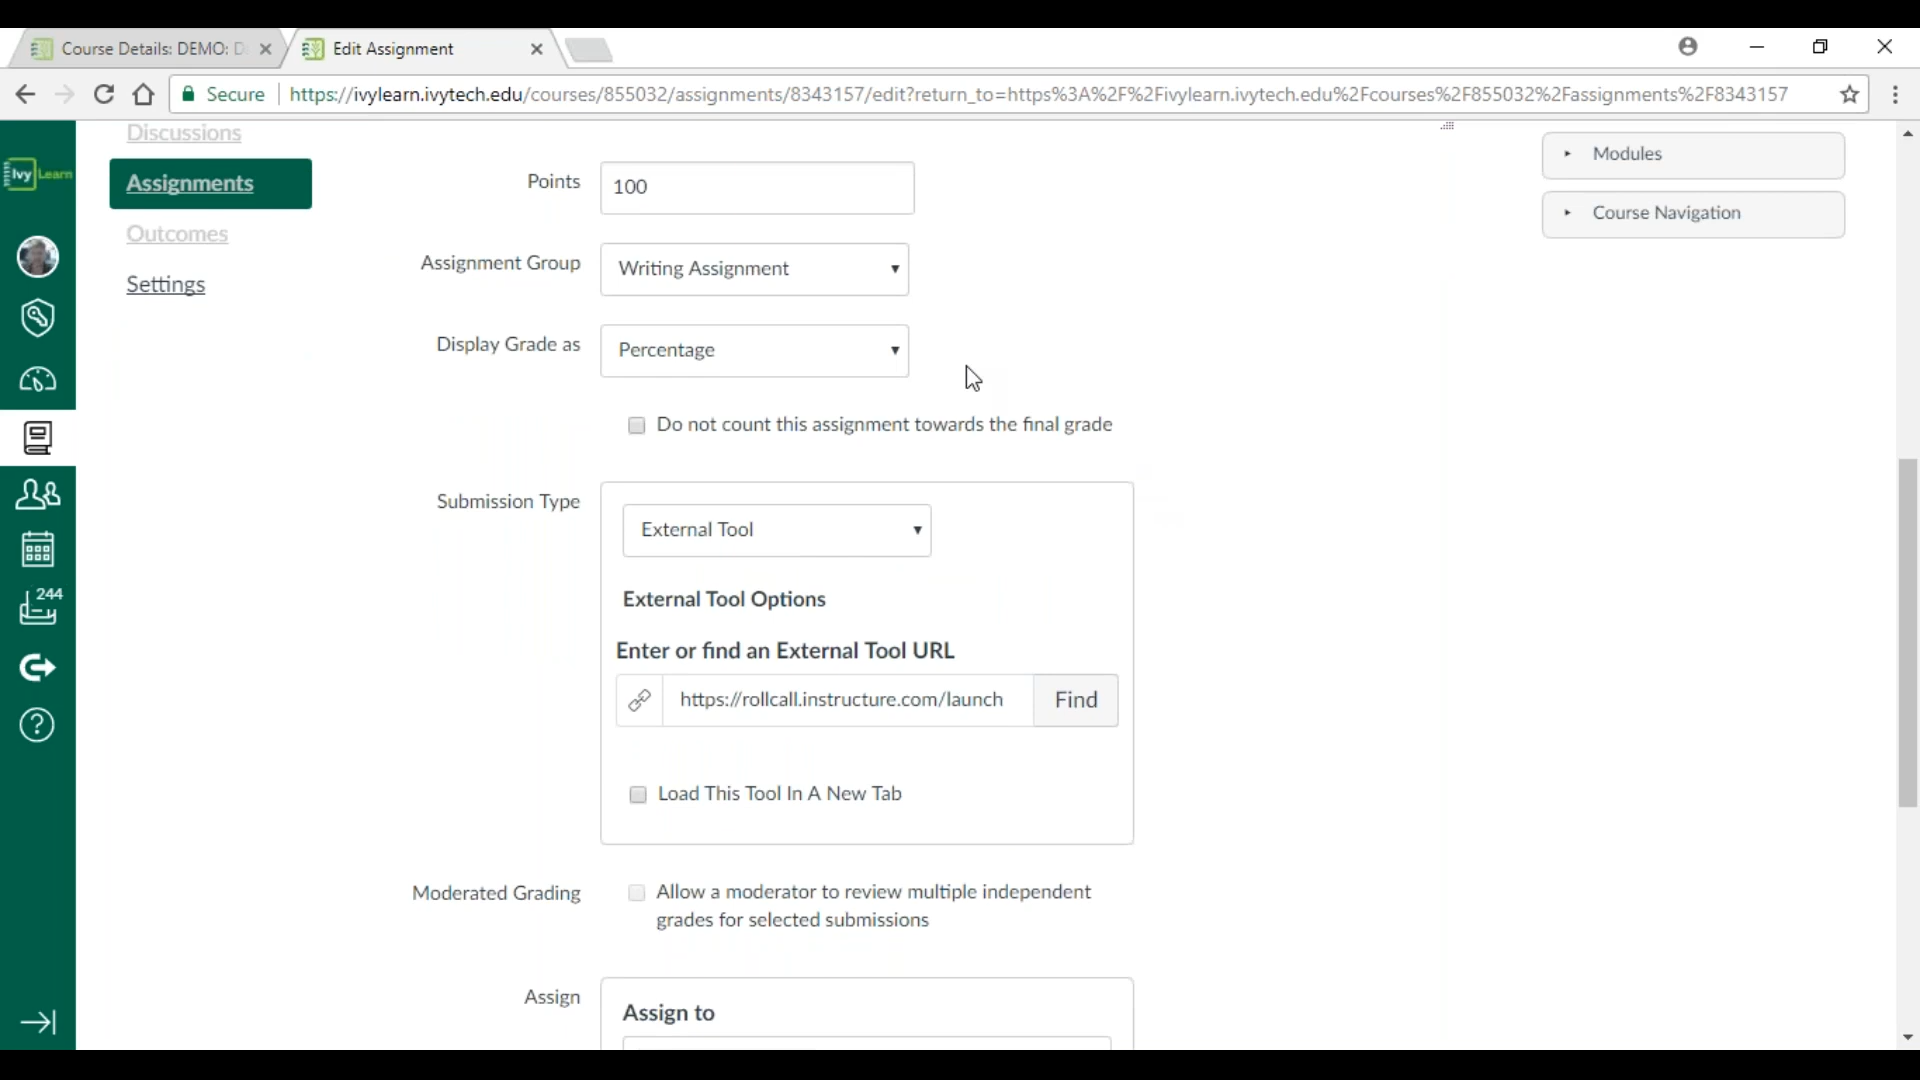 Course Details: DEMO: D
Edit Assignment
Secure
https://ivylearn.ivytech.edu/courses/855032/assignments/8343157/edit?return_to=https%3A%2F%2Fivylearn.ivytech.edu%2Fcourses%2F855032%2Fassignments%2F8343157
Discussions
Ivy Learn
Assignments
Outcomes
Settings
244
Points
100
Assignment Group
Writing Assignment
Display Grade as
Percentage
Do not count this assignment towards the final grade
Submission Type
External Tool
External Tool Options
Enter or find an External Tool URL
https://rollcall.instructure.com/launch
Find
Load This Tool In A New Tab
Moderated Grading
Allow a moderator to review multiple independent
grades for selected submissions
Assign
Assign to
Modules
Course Navigation